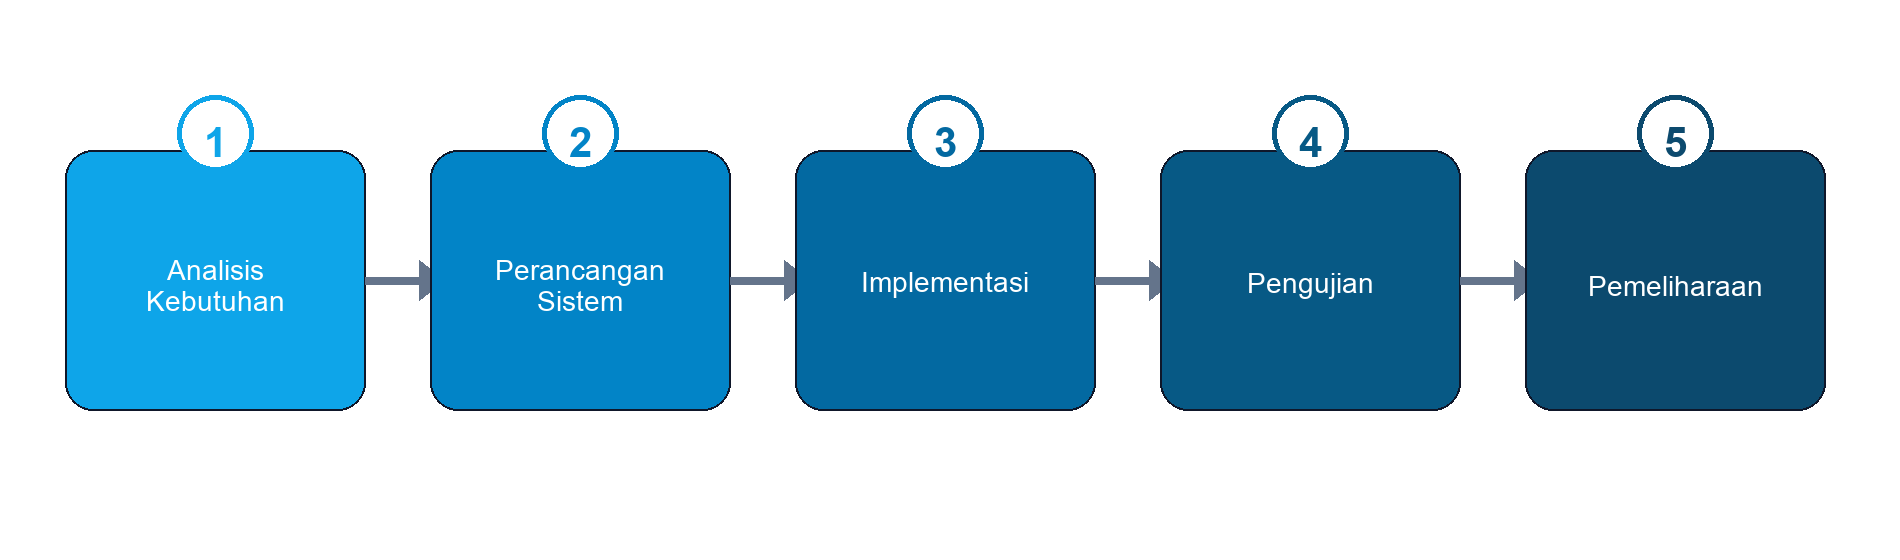 1
Analisis
Kebutuhan
2
Perancangan
Sistem
3
Implementasi
4
Pengujian
5
Pemeliharaan